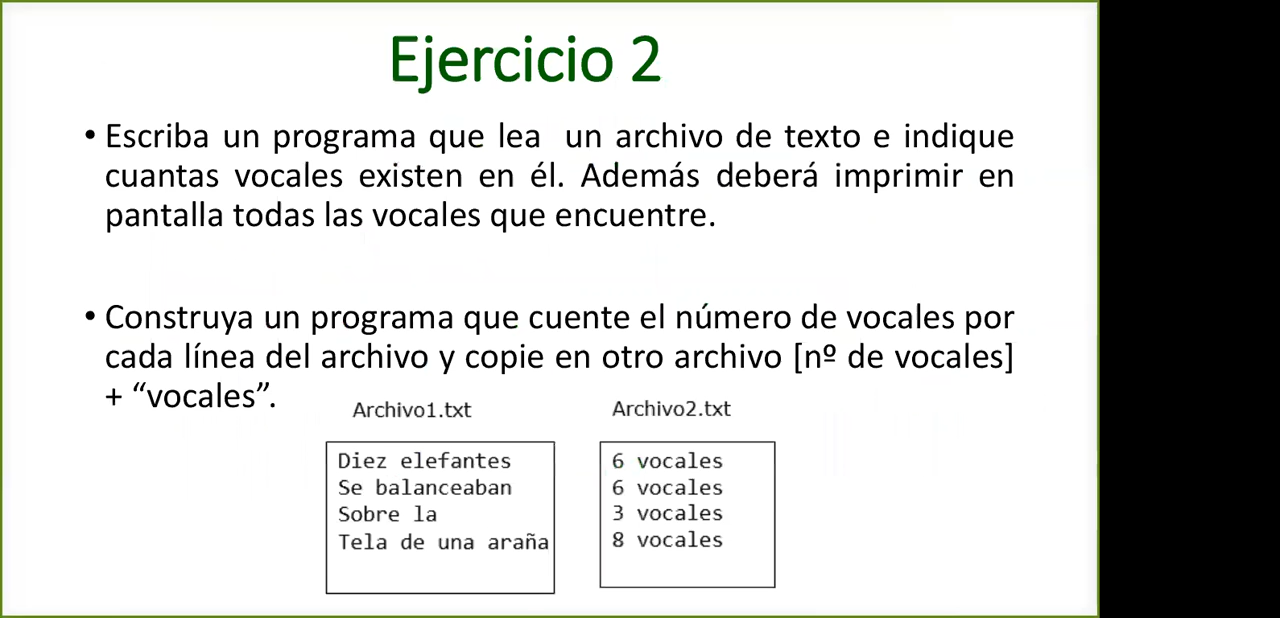 Ejercicio 2
• Escriba un programa que lea un archivo de texto e indique
cuantas vocales existen en él. Además deberá imprimir en
pantalla todas las vocales que encuentre.
• Construya un programa que cuente el número de vocales por
cada línea del archivo y copie en otro archivo [nº de vocales]
+ “vocales”.
Archivo1.txt
Diez elefantes
Se balanceaban
Sobre la
Tela de una araña
Archivo2.txt
6 vocales
6 vocales
3 vocales
8 vocales